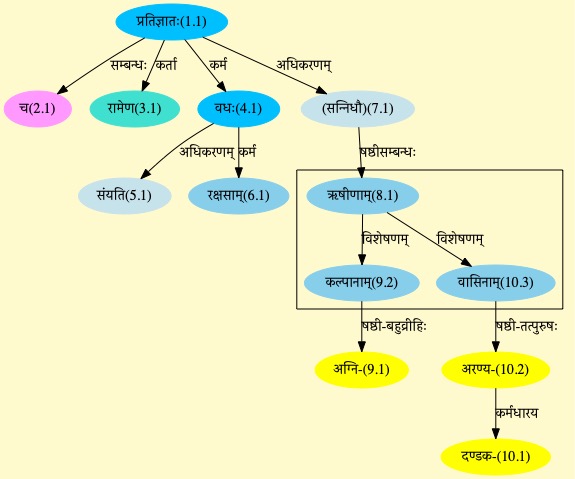 प्रतिज्ञातः(1.1)
सम्बन्धः कर्ता कर्म अधिकरणम्
च(2.1) रामेण(3.1) वधः(4.1) (सन्निधौ)(7.1)
अधिकरणम् कर्म षष्ठीसम्बन्धः
संयति(5.1) रक्षसाम्(6.1) ऋषीणाम्(8.1)
विशेषणम् विशेषणम्
कल्पानाम्(9.2) वासिनाम्(10.3)
षष्ठी-बहुव्रीहिः षष्ठी-तत्पुरुषः
अग्नि-(9.1) अरण्य-(10.2)
कर्मधारय
दण्डक-(10.1)